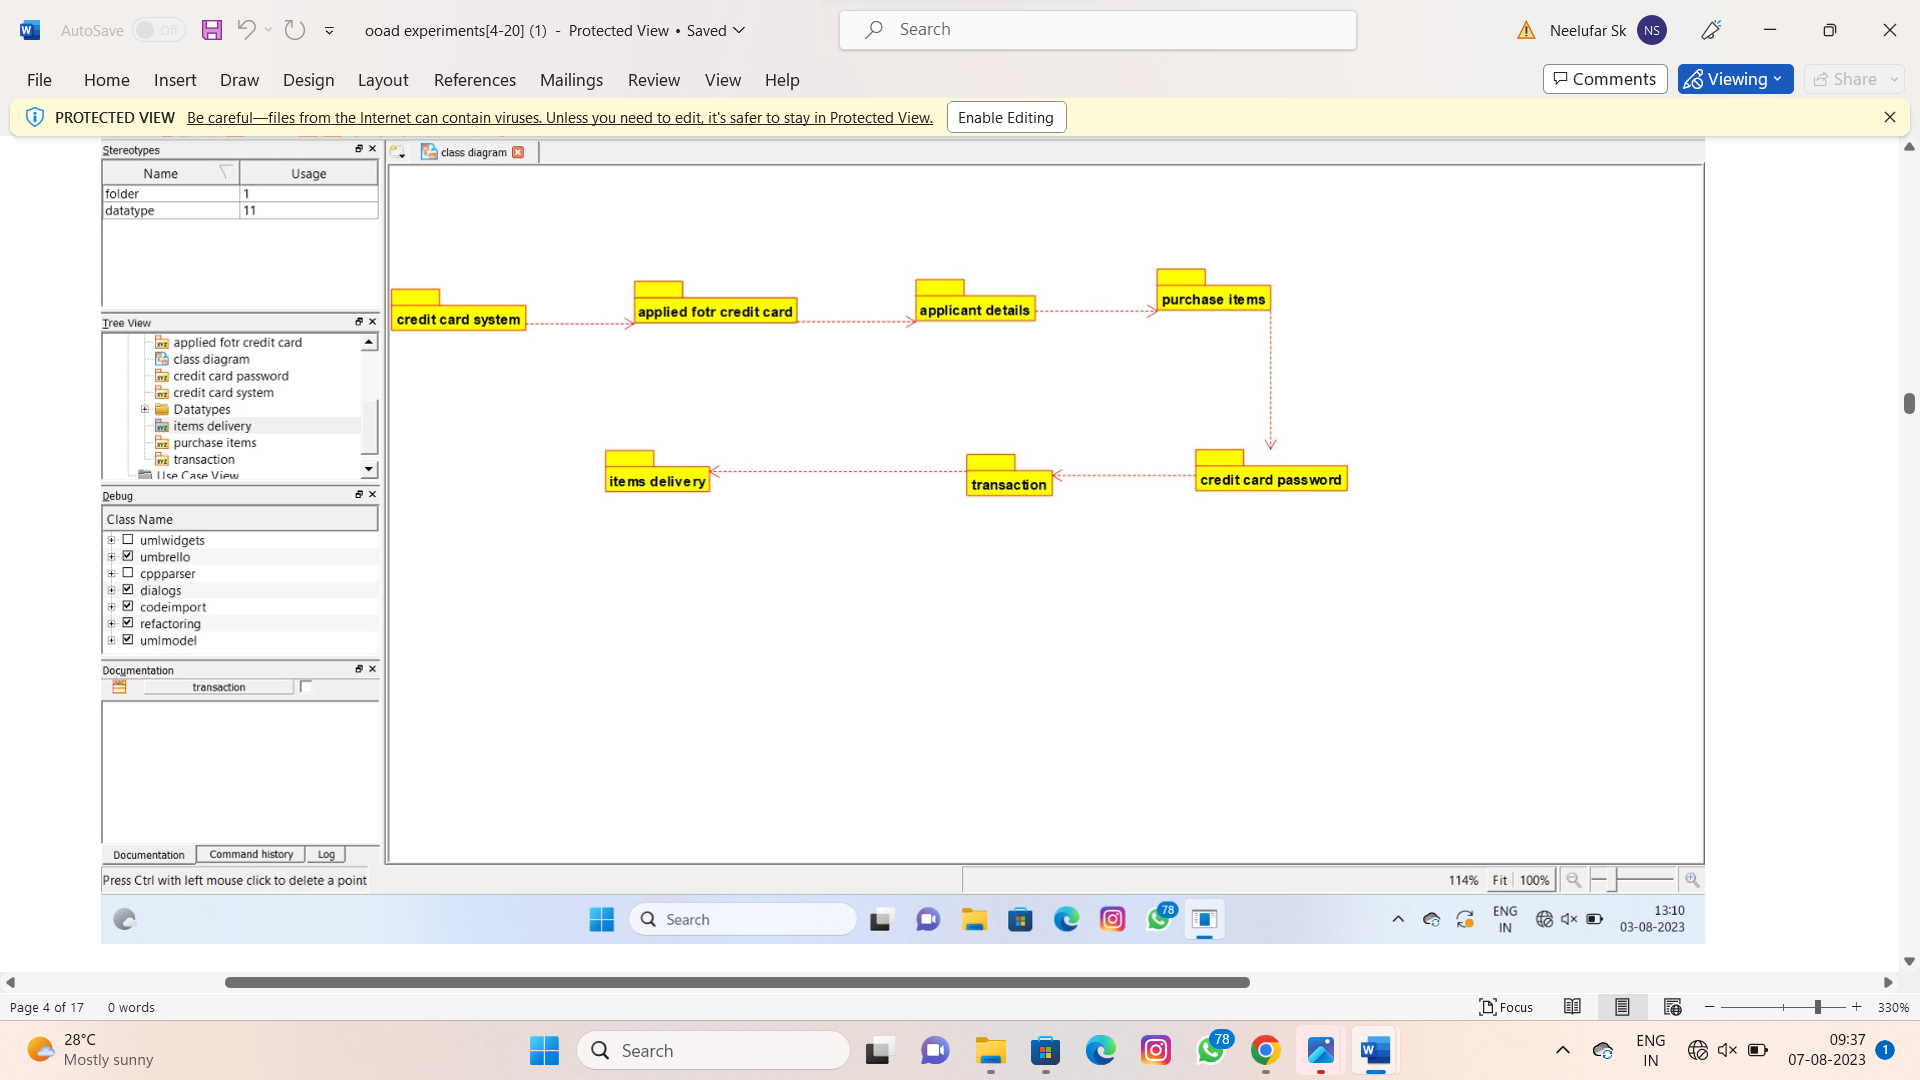 AutoSave Off
ooad experiments[4-20] (1) - Protected View • Saved
Search
Neelufar Sk NS
File Home Insert Draw Design Layout References Mailings Review View Help
Comments Viewing Share
PROTECTED VIEW Be careful—files from the Internet can contain viruses. Unless you need to edit, it's safer to stay in Protected View. Enable Editing
Stereotypes
Name Usage
folder 1
datatype 11
Tree View
applied fotr credit card
class diagram
credit card password
credit card system
Datatypes
items delivery
purchase items
transaction
Use Case View
Debug
Class Name
umlwidgets
umbrello
cppparser
dialogs
codeimport
refactoring
umlmodel
Documentation
transaction
Documentation Command history Log
Press Ctrl with left mouse click to delete a point
class diagram
credit card system
applied fotr credit card
applicant details
purchase items
items delivery
transaction
credit card password
114% Fit 100%
Search
78
ENG
IN
13:10
03-08-2023
Page 4 of 17 0 words
Focus
330%
28°C
Mostly sunny
Search
78
ENG
IN
09:37
07-08-2023
1